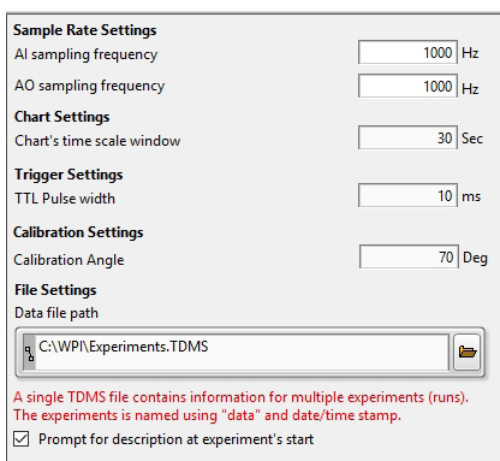 Sample Rate Settings
AI sampling frequency 1000 Hz
AO sampling frequency 1000 Hz
Chart Settings
Chart's time scale window 30 Sec
Trigger Settings
TTL Pulse width 10 ms
Calibration Settings
Calibration Angle 70 Deg
File Settings
Data file path
C:\WPI\Experiments.TDMS
A single TDMS file contains information for multiple experiments (runs).
The experiments is named using "data" and date/time stamp.
Prompt for description at experiment's start